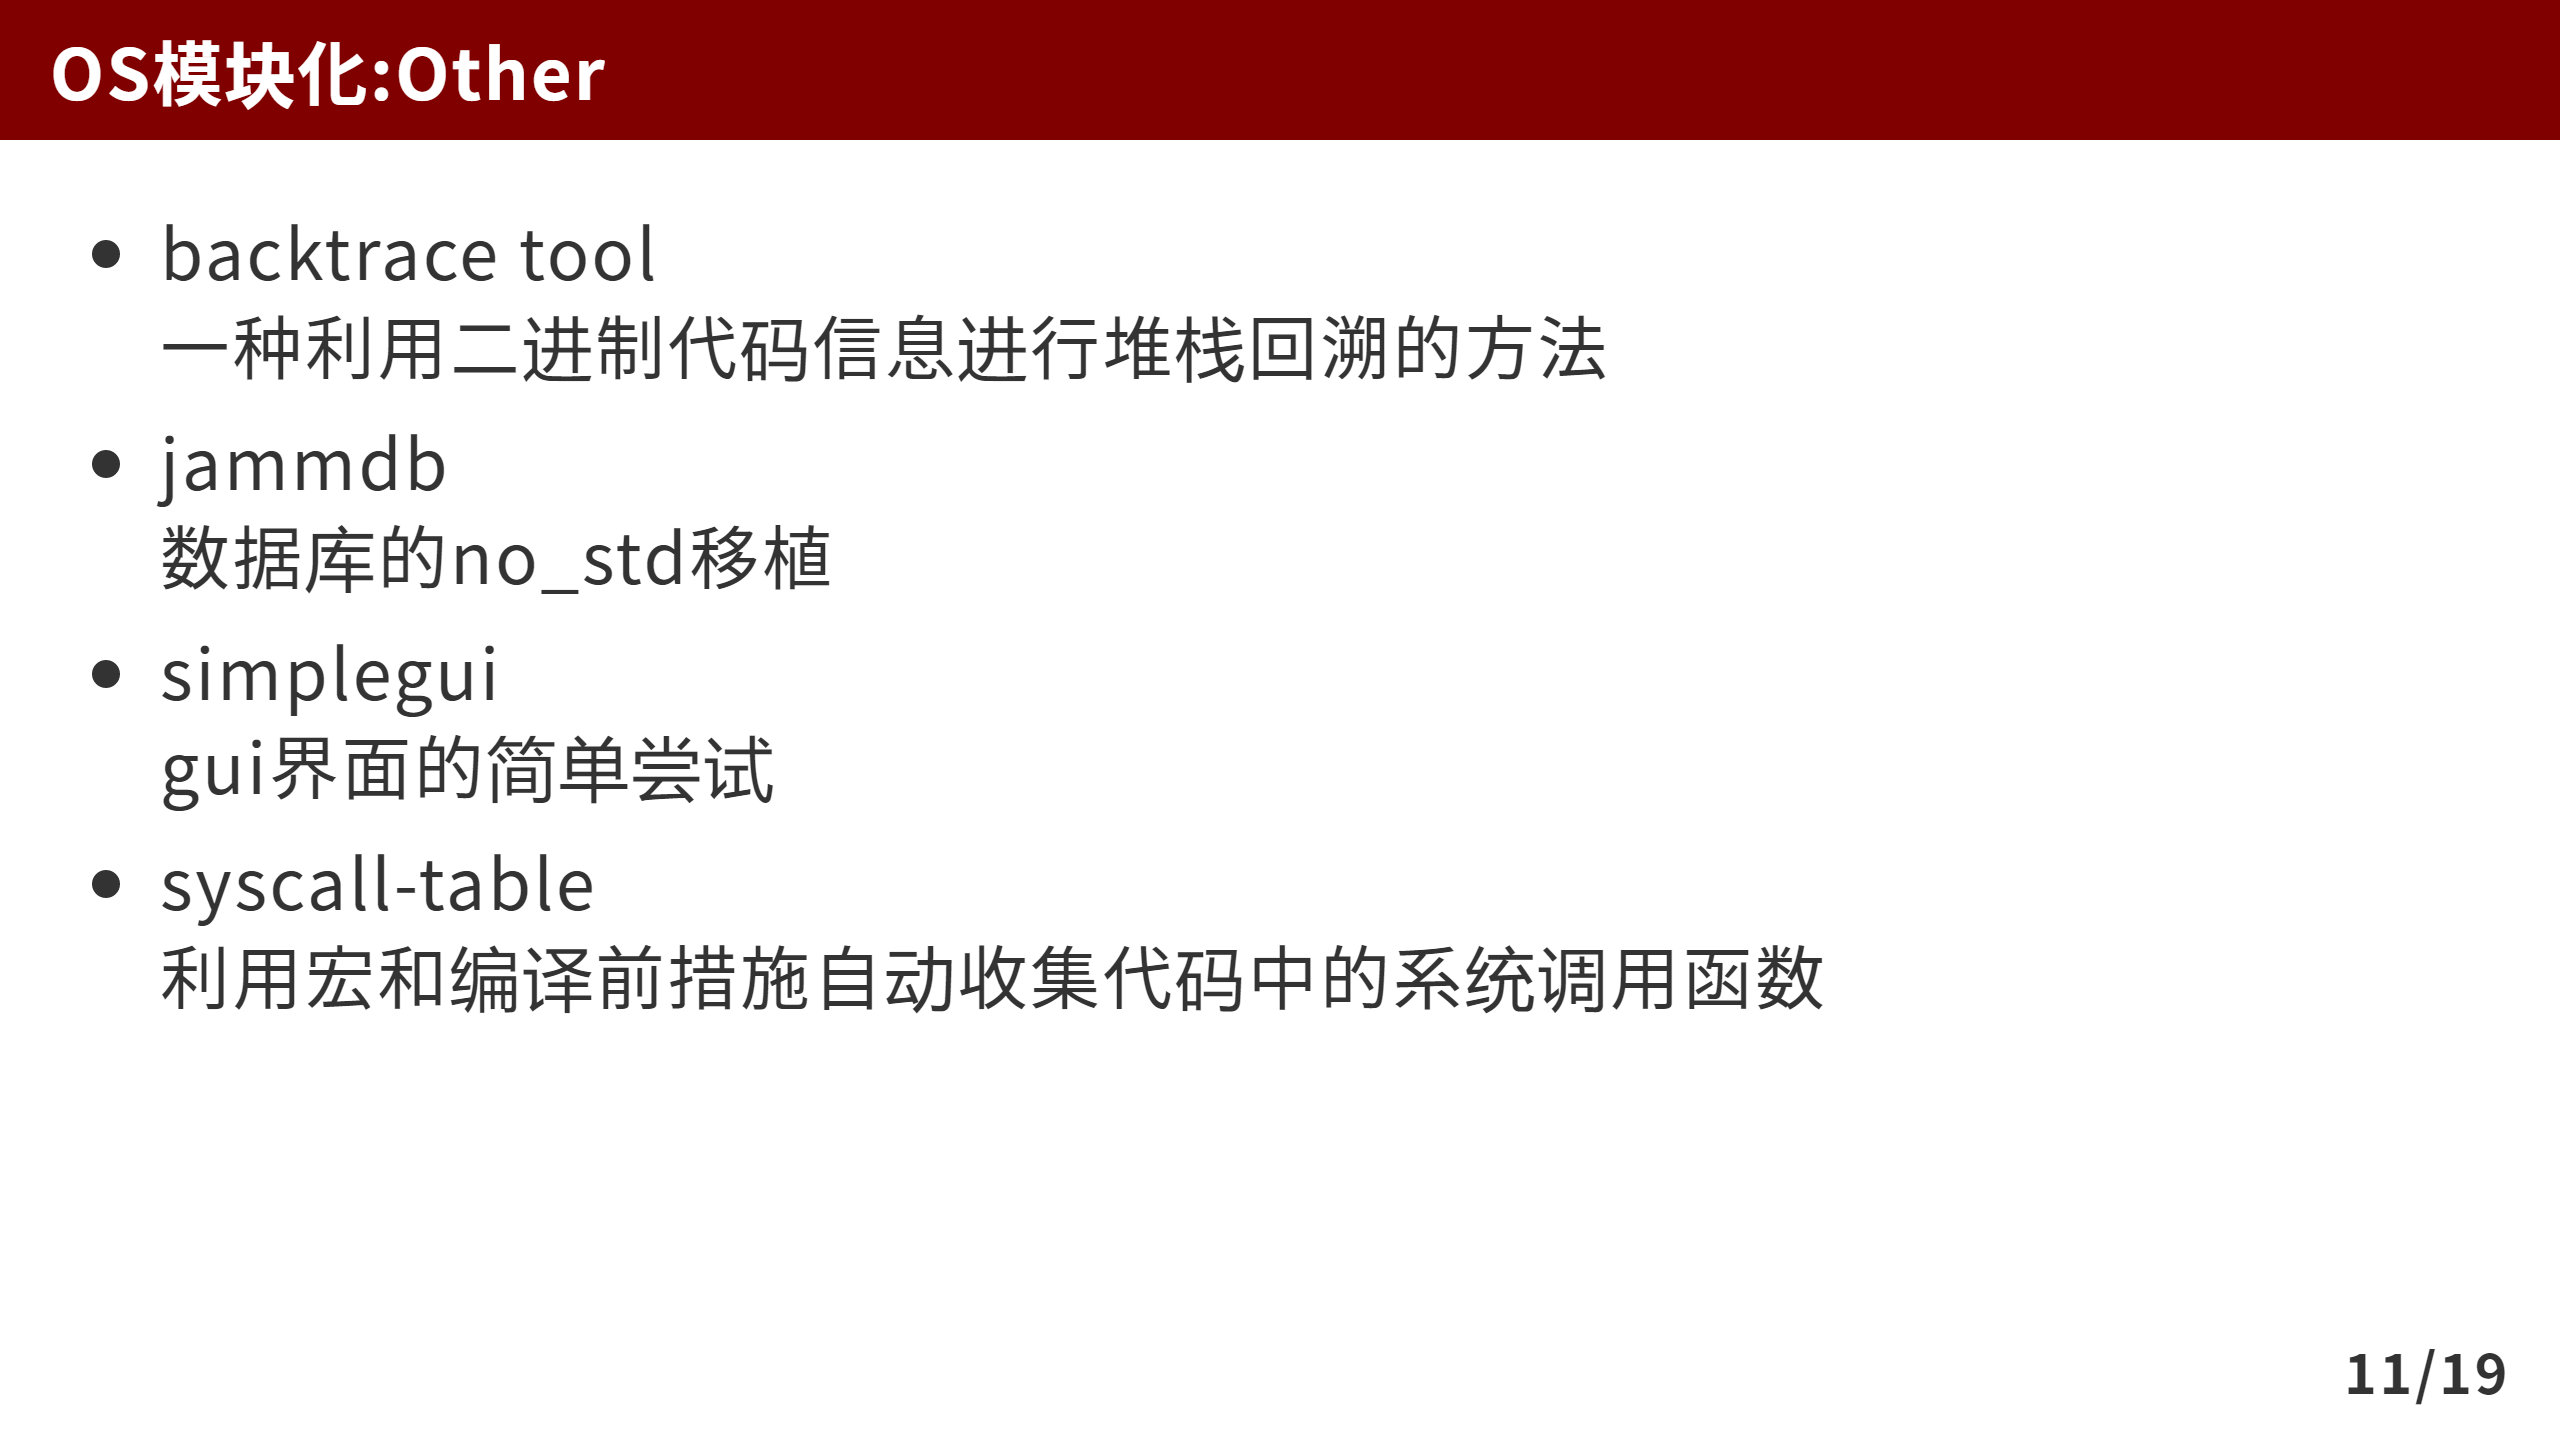 OS模块化:Other
backtrace tool
一种利用二进制代码信息进行堆栈回溯的方法
jammdb
数据库的no_std移植
simplegui
gui界面的简单尝试
syscall-table
利用宏和编译前措施自动收集代码中的系统调用函数
11/19